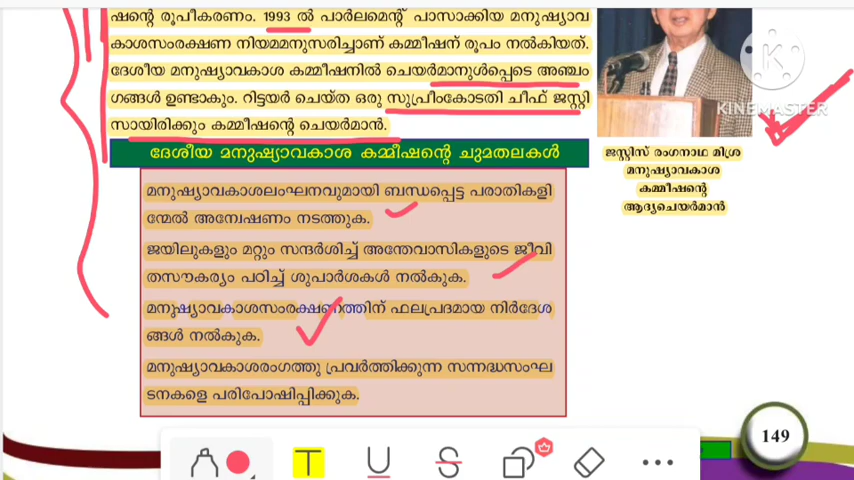 ഷന്റെ രൂപീകരണം. 1993 ൽ പാർലമെന്റ് പാസാക്കിയ മനുഷ്യാവ
കാശസംരക്ഷണ നിയമമനുസരിച്ചാണ് കമ്മീഷന് രൂപം നൽകിയത്.
ദേശീയ മനുഷ്യാവകാശ കമ്മീഷനിൽ ചെയർമാനുൾപ്പെടെ അഞ്ചം
ഗങ്ങൾ ഉണ്ടാകും. റിട്ടയർ ചെയ്ത ഒരു സുപ്രീംകോടതി ചീഫ് ജസ്റ്റി
സായിരിക്കും കമ്മീഷന്റെ ചെയർമാൻ.
KINEMASTER
ജസ്റ്റിസ് രംഗനാഥ മിശ്ര
മനുഷ്യാവകാശ
കമ്മീഷന്റെ
ആദ്യചെയർമാൻ
ദേശീയ മനുഷ്യാവകാശ കമ്മീഷന്റെ ചുമതലകൾ
മനുഷ്യാവകാശലംഘനവുമായി ബന്ധപ്പെട്ട പരാതികളി
ന്മേൽ അന്വേഷണം നടത്തുക.
ജയിലുകളും മറ്റും സന്ദർശിച്ച് അന്തേവാസികളുടെ ജീവി
തസൗകര്യം പഠിച്ച് ശുപാർശകൾ നൽകുക.
മനുഷ്യാവകാശസംരക്ഷണത്തിന് ഫലപ്രദമായ നിർദേശ
ങ്ങൾ നൽകുക.
മനുഷ്യാവകാശരംഗത്തു പ്രവർത്തിക്കുന്ന സന്നദ്ധസംഘ
ടനകളെ പരിപോഷിപ്പിക്കുക.
149